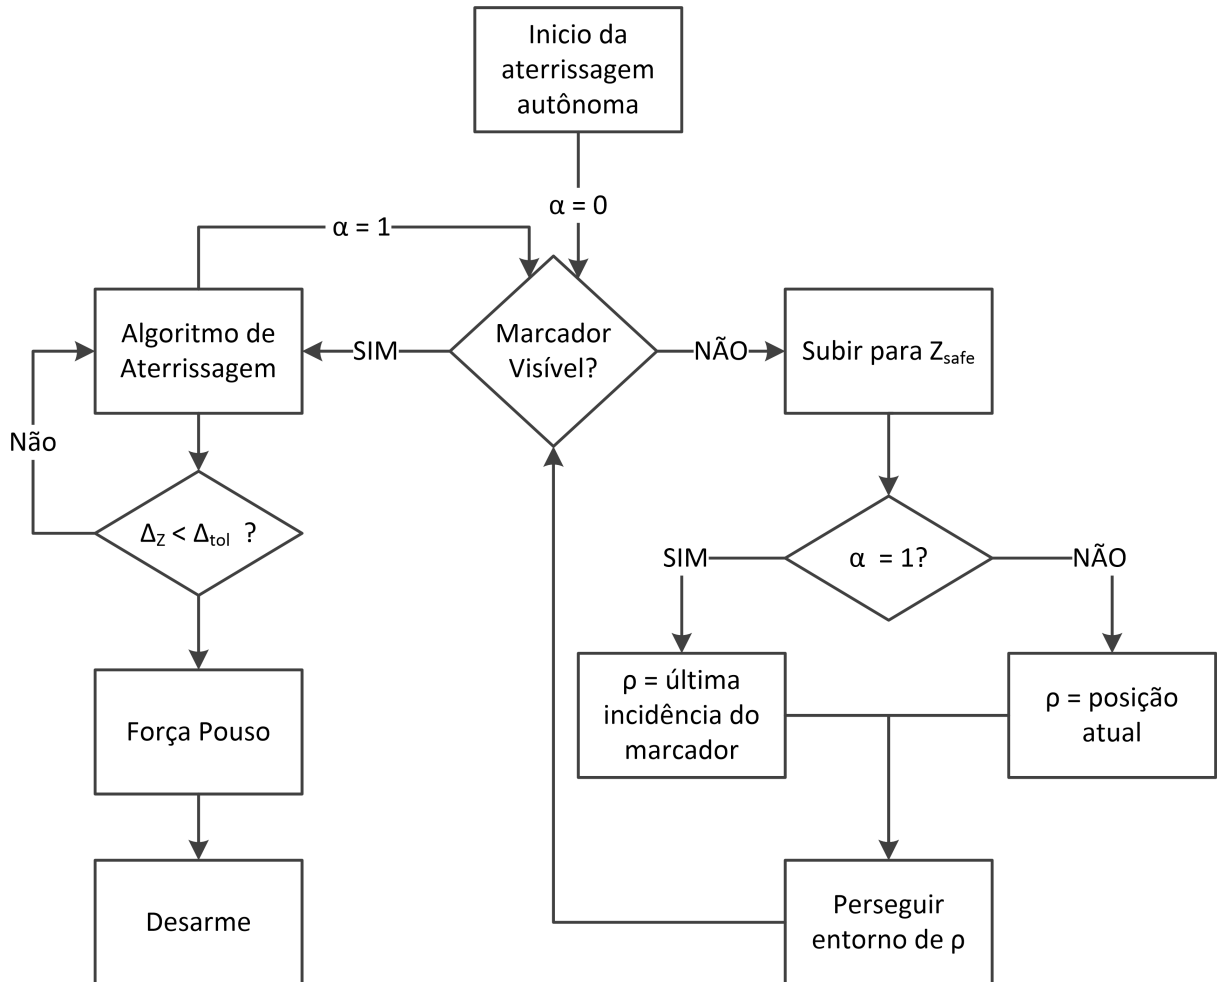 Inicio da
aterrissagem
autônoma
α = 0
α = 1
Algoritmo de
Aterrissagem
SIM
Marcador
Visível?
NÃO
Subir para Zsafe
Não
ΔZ < Δtol ?
α = 1?
SIM
NÃO
Força Pouso
ρ = última
incidência do
marcador
ρ = posição
atual
Desarme
Perseguir
entorno de ρ